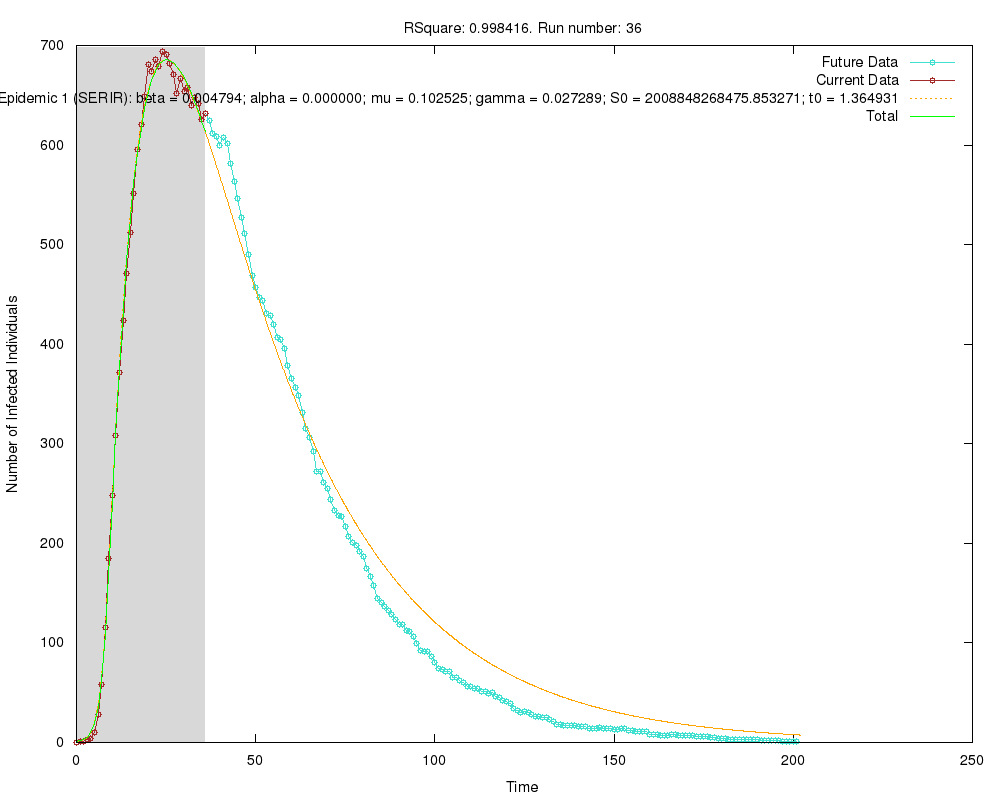 RSquare: 0.998416. Run number: 36
700
600
500
400
300
200
100
0
Number of Infected Individuals
Future Data
Current Data
Epidemic 1 (SERIR): beta = 0.004794; alpha = 0.000000; mu = 0.102525; gamma = 0.027289; S0 = 2008848268475.853271; t0 = 1.364931
Total
0 50 100 150 200 250
Time